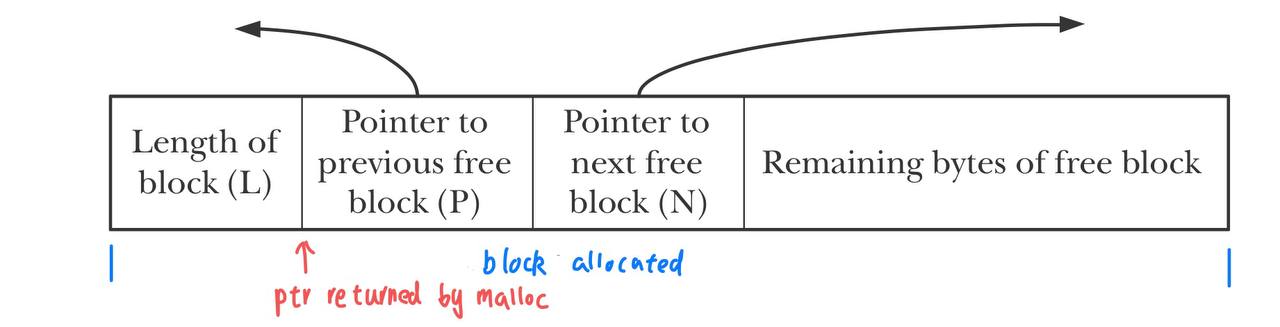 Length of
block (L)
Pointer to
previous free
block (P)
Pointer to
next free
block (N)
Remaining bytes of free block
block allocated
ptr returned by malloc